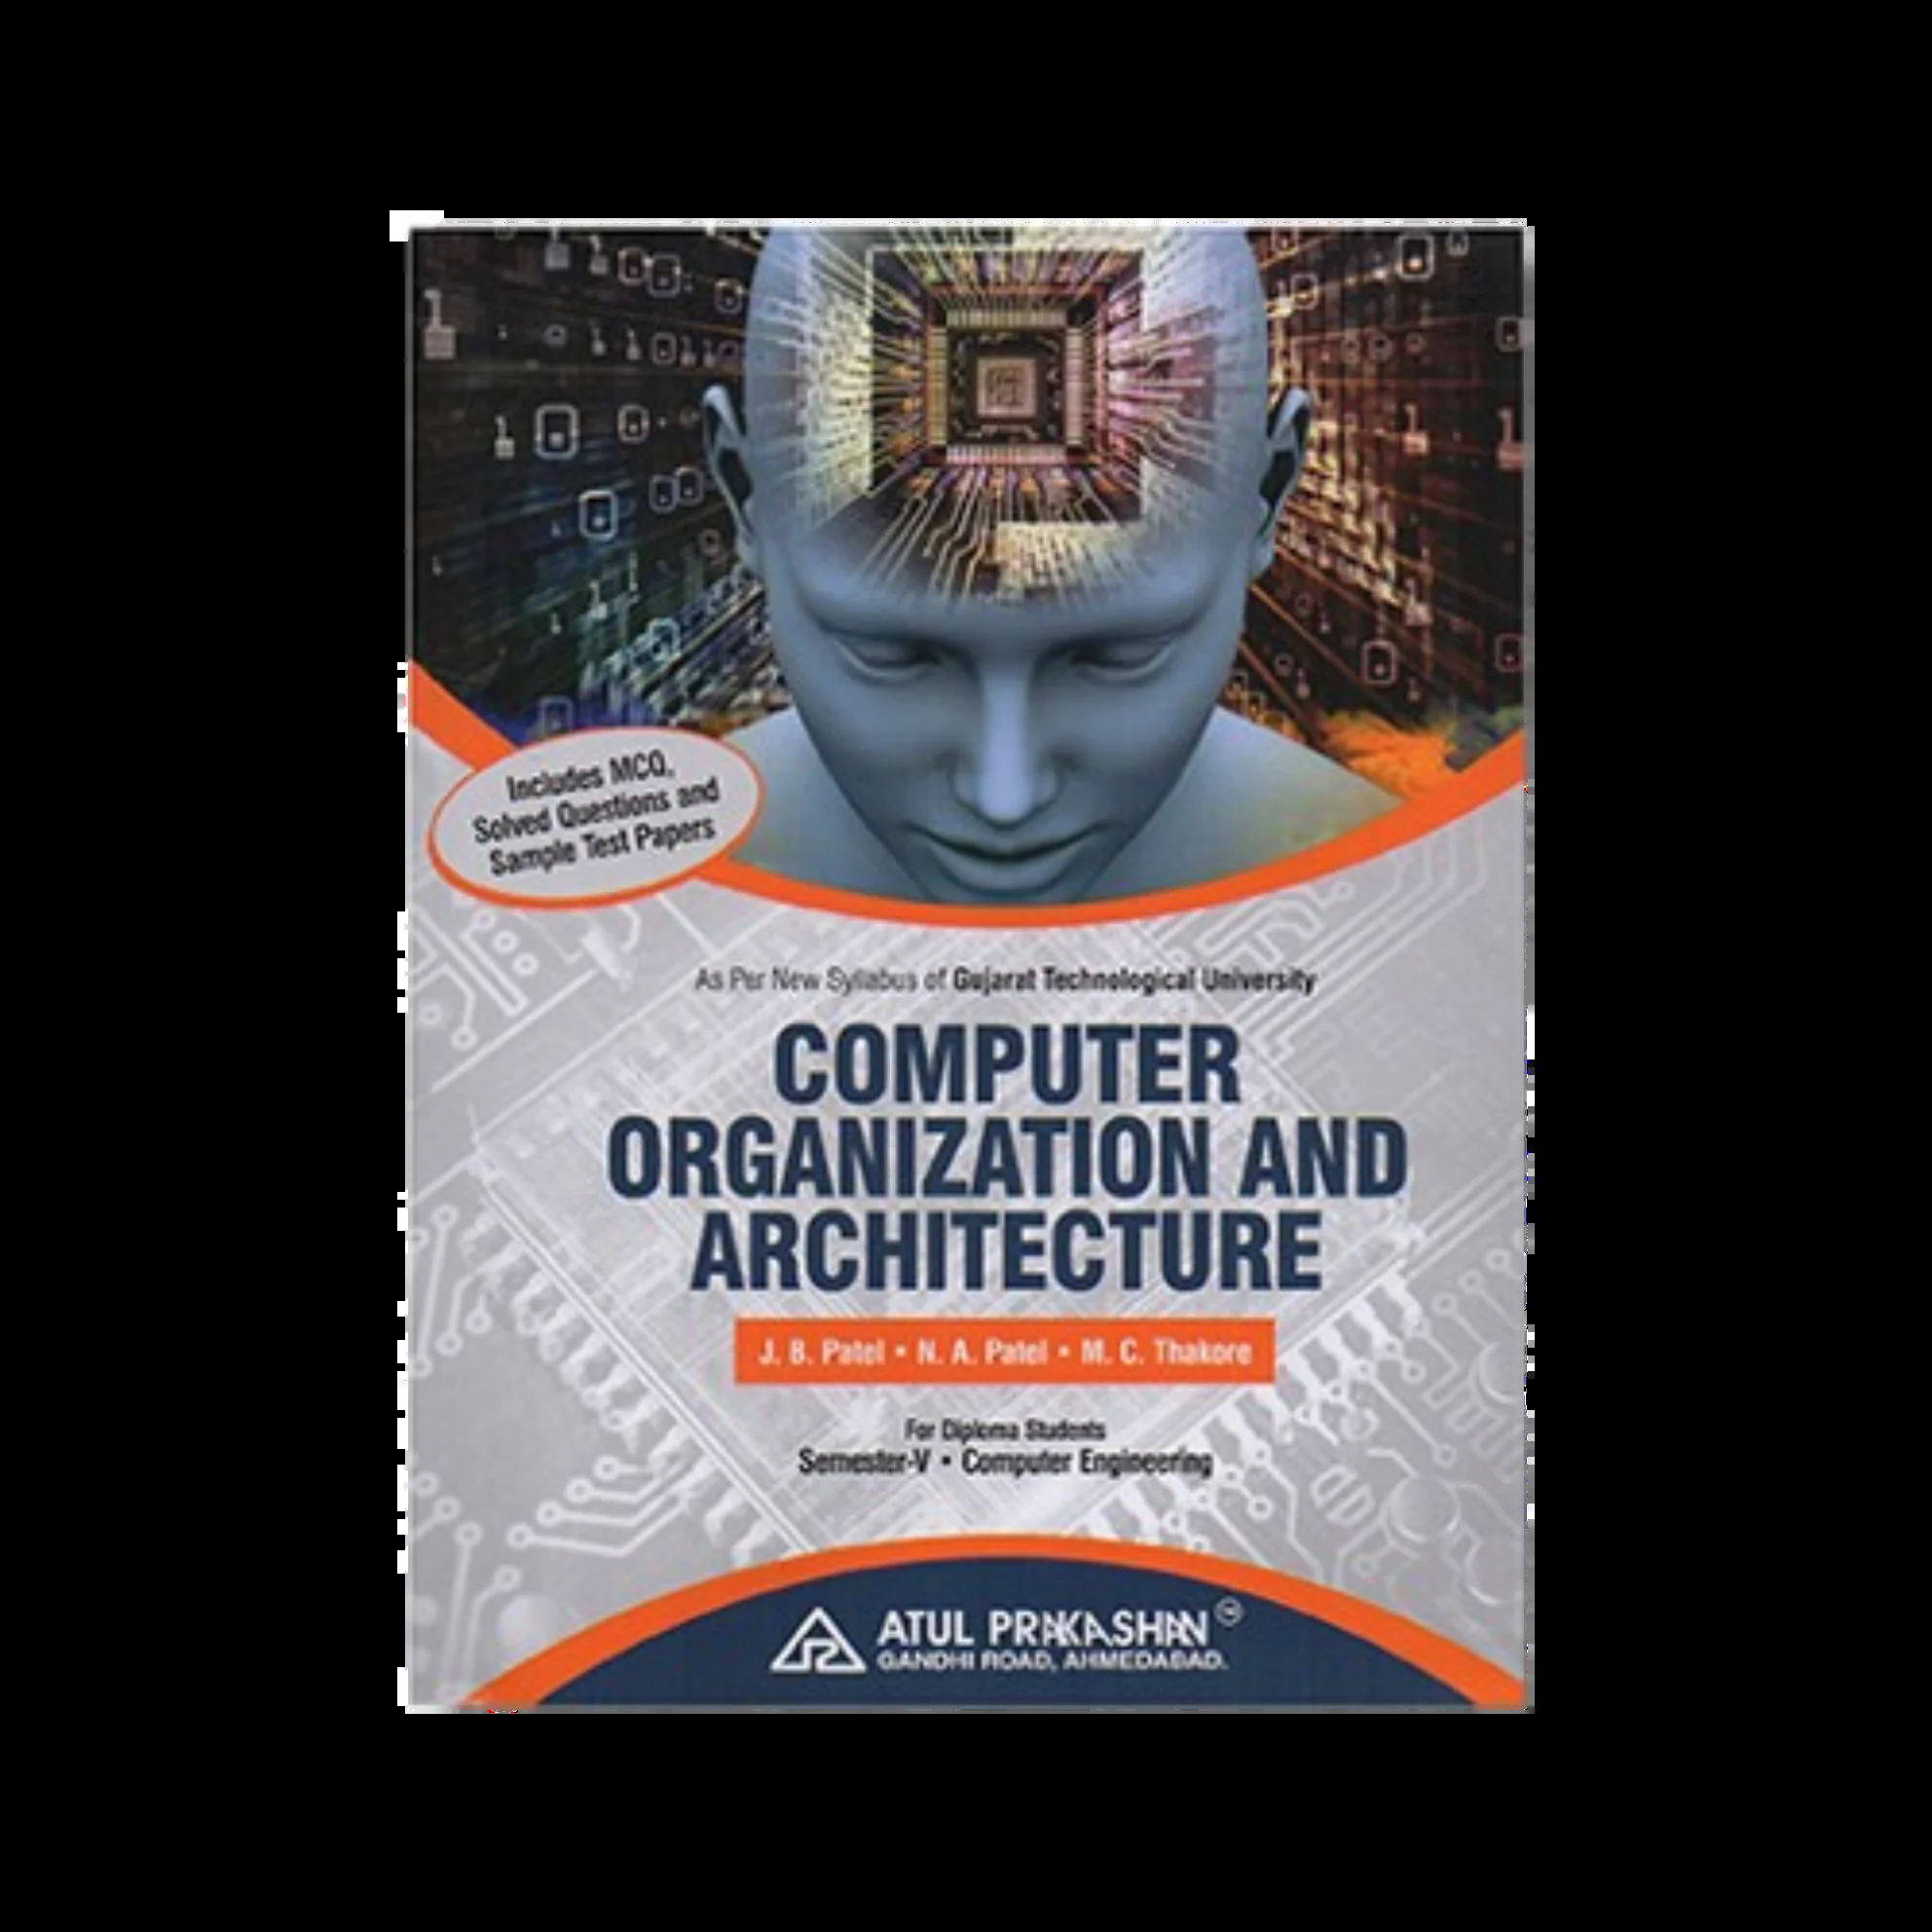 Includes MCQ,
Solved Questions and
Sample Test Papers
As Per New Syllabus of Gujarat Technological University
COMPUTER
ORGANIZATION AND
ARCHITECTURE
J. B. Patel • N. A. Patel • M. C. Thakore
For Diploma Students
Semester-V • Computer Engineering
ATUL PRAKASHAN
GANDHI ROAD, AHMEDABAD.